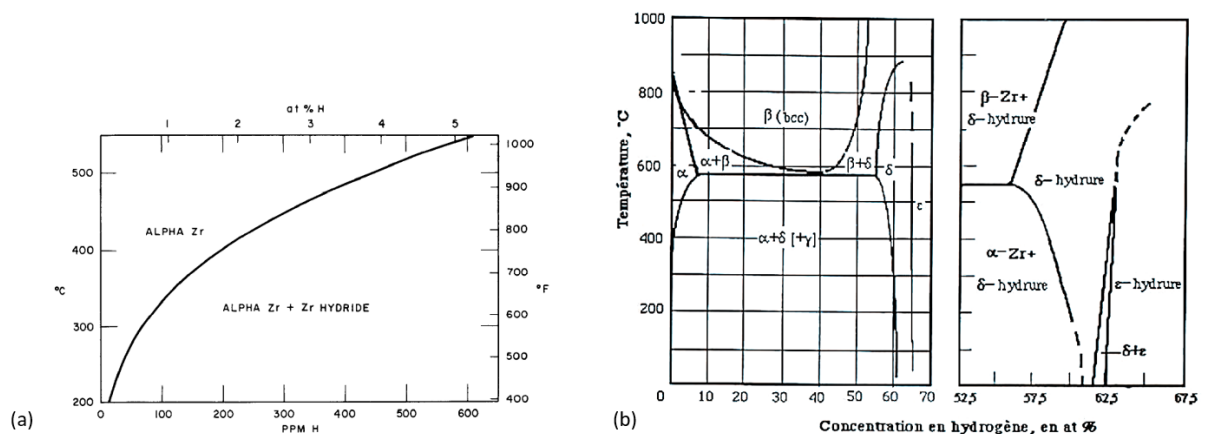 at % H
1 2 3 4 5
500
400
300
200
°C
1000
900
800
700
600
500
400
°F
ALPHA Zr
ALPHA Zr + Zr HYDRIDE
0 100 200 300 400 500 600
PPM H
(a)
1000
800
600
400
200
Température, °C
β (bcc)
α+β
α
β+δ
δ
ε
α+δ [+γ]
0 10 20 30 40 50 60 70
β-Zr+
δ-hydrure
δ-hydrure
α-Zr+
δ-hydrure
ε-hydrure
δ+ε
52,5 57,5 62,5 67,5
Concentration en hydrogène, en at %
(b)